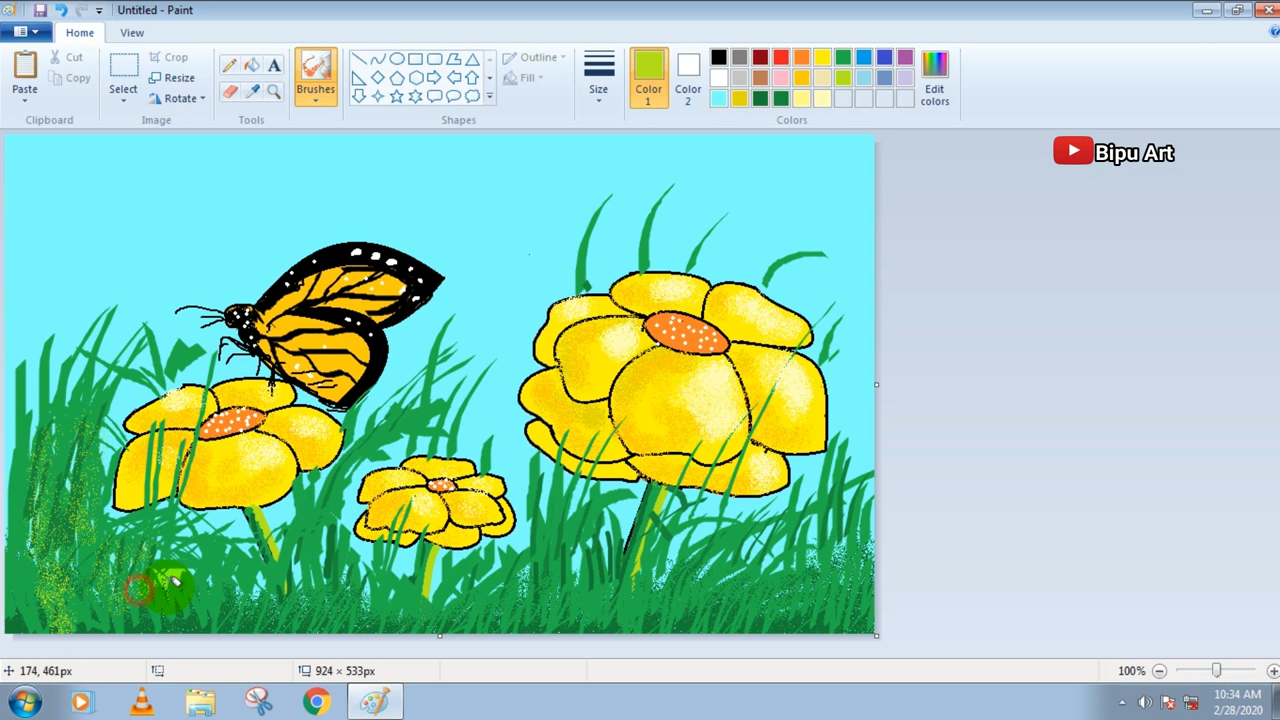 Untitled - Paint
Home
View
Paste
Cut
Copy
Clipboard
Select
Crop
Resize
Rotate
Image
A
Tools
Brushes
Outline
Fill
Shapes
Size
Color
1
Color
2
Edit
colors
Colors
Bipu Art
174, 461px
924 × 533px
100%
10:34 AM
2/28/2020